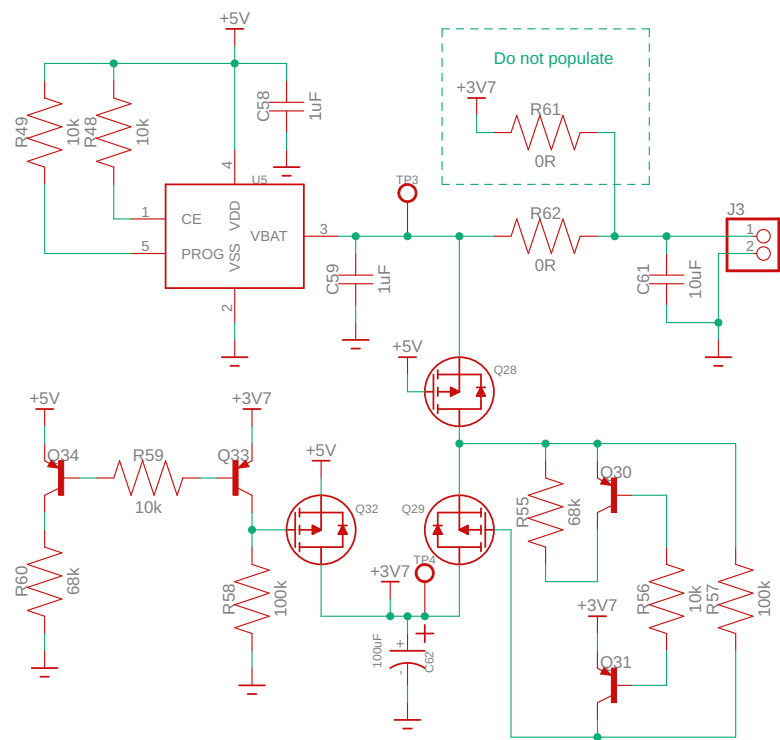 +5V
Do not populate
+3V7
R61
0R
R49
10k
R48
10k
C58
1uF
4
U5
TP3
1
CE
VDD
VBAT
3
5
PROG
VSS
2
R62
0R
J3
1
2
C59
1uF
C61
10uF
+5V
Q28
+5V
+3V7
Q34
R59
10k
Q33
+5V
Q32
Q29
R55
68k
Q30
R60
68k
R58
100k
+3V7
TP4
100uF
+
-
C62
+3V7
R56
10k
R57
100k
Q31